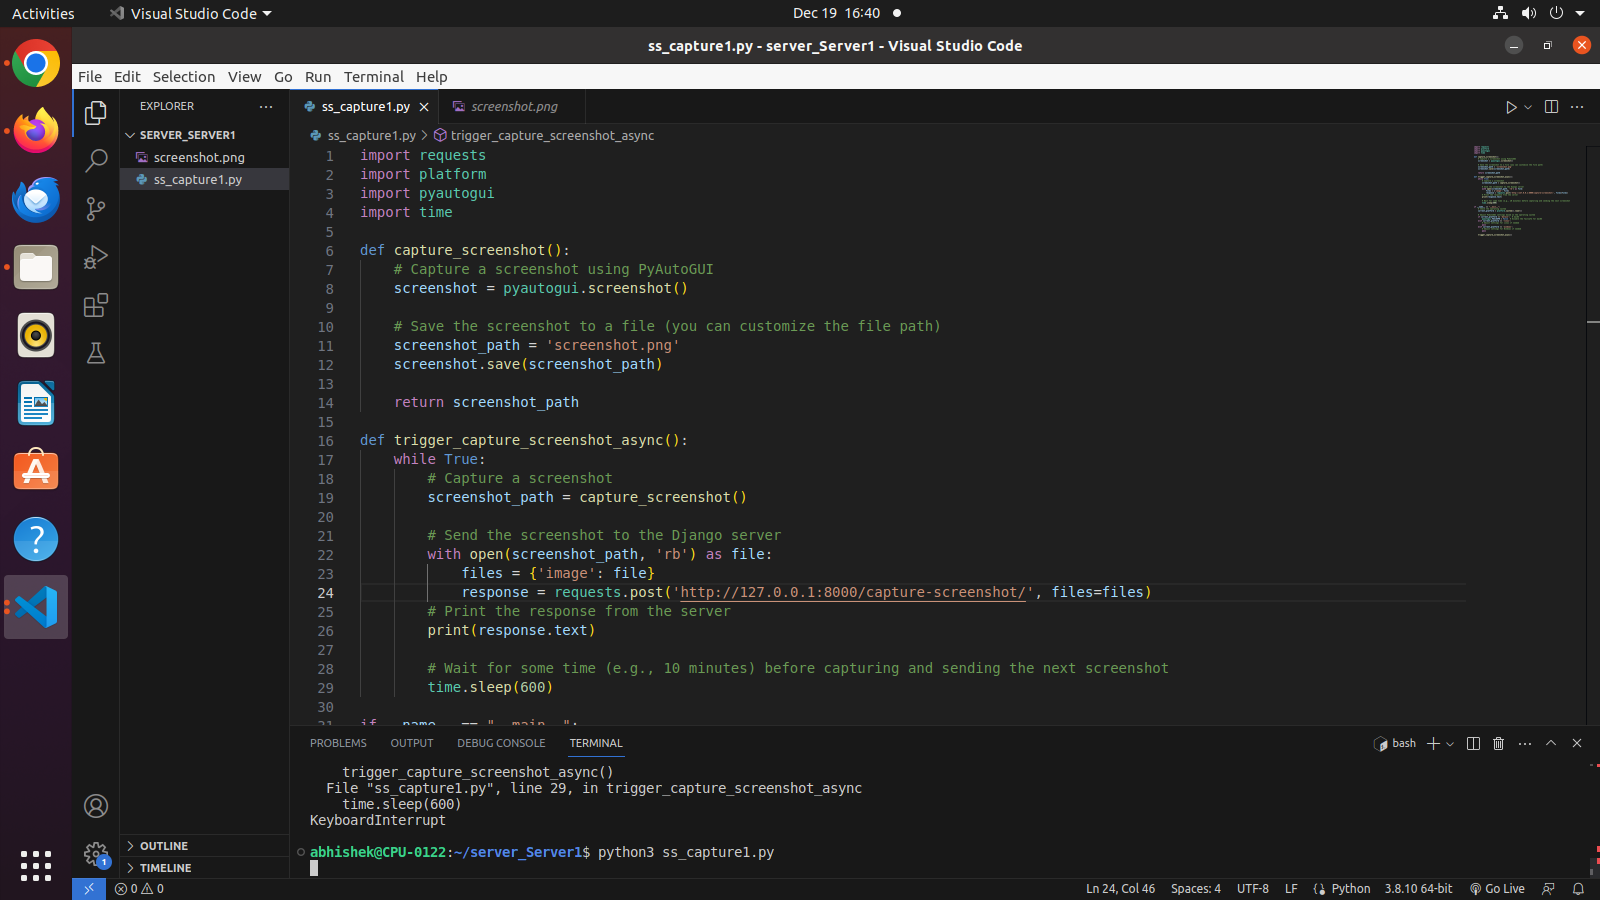 Activities Visual Studio Code Dec 19 16:40
ss_capture1.py - server_Server1 - Visual Studio Code
File Edit Selection View Go Run Terminal Help
EXPLORER
SERVER_SERVER1
screenshot.png
ss_capture1.py
OUTLINE
TIMELINE
ss_capture1.py screenshot.png
ss_capture1.py > trigger_capture_screenshot_async
1 import requests
2 import platform
3 import pyautogui
4 import time
5
6 def capture_screenshot():
7 # Capture a screenshot using PyAutoGUI
8 screenshot = pyautogui.screenshot()
9
10 # Save the screenshot to a file (you can customize the file path)
11 screenshot_path = 'screenshot.png'
12 screenshot.save(screenshot_path)
13
14 return screenshot_path
15
16 def trigger_capture_screenshot_async():
17 while True:
18 # Capture a screenshot
19 screenshot_path = capture_screenshot()
20
21 # Send the screenshot to the Django server
22 with open(screenshot_path, 'rb') as file:
23 files = {'image': file}
24 response = requests.post('http://127.0.0.1:8000/capture-screenshot/', files=files)
25 # Print the response from the server
26 print(response.text)
27
28 # Wait for some time (e.g., 10 minutes) before capturing and sending the next screenshot
29 time.sleep(600)
30
31 if __name__ == "__main__":
PROBLEMS OUTPUT DEBUG CONSOLE TERMINAL bash
trigger_capture_screenshot_async()
File "ss_capture1.py", line 29, in trigger_capture_screenshot_async
time.sleep(600)
KeyboardInterrupt
abhishek@CPU-0122:~/server_Server1$ python3 ss_capture1.py
1
0 0 Ln 24, Col 46 Spaces: 4 UTF-8 LF Python 3.8.10 64-bit Go Live